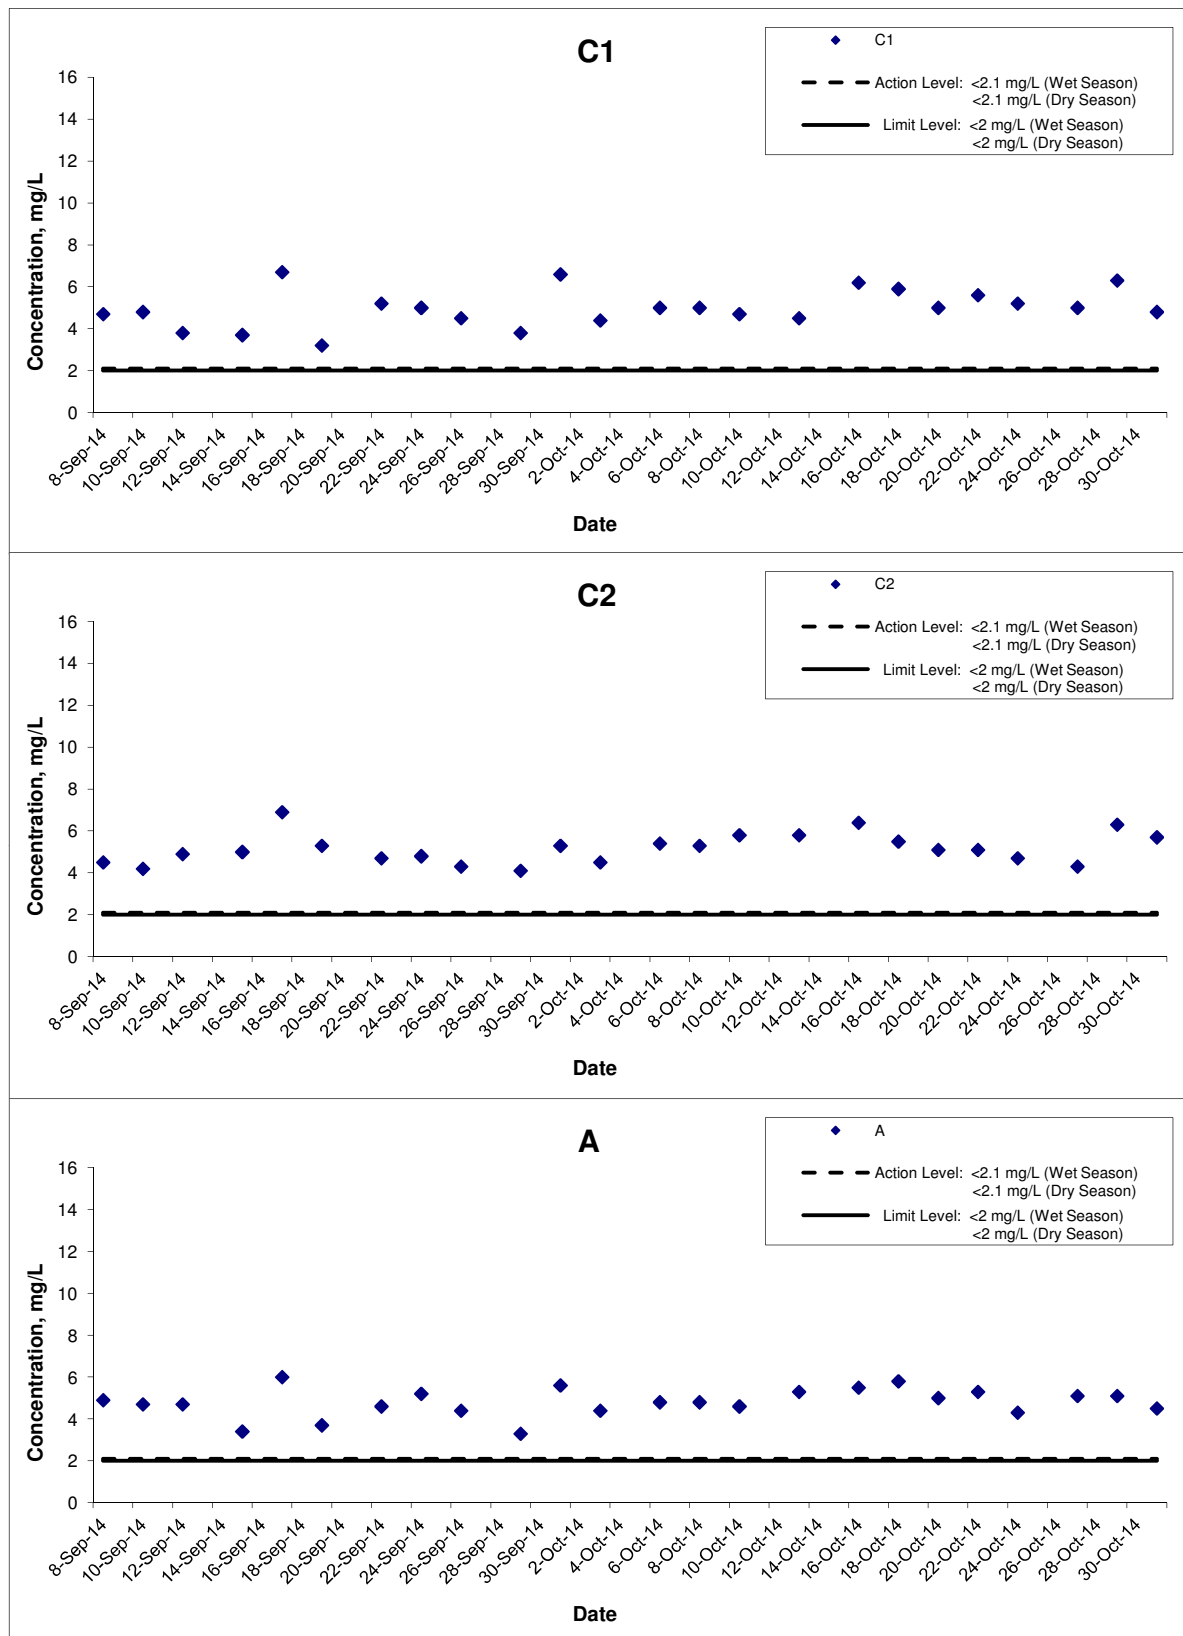 C1
C1
Action Level: <2.1 mg/L (Wet Season)
<2.1 mg/L (Dry Season)
Limit Level: <2 mg/L (Wet Season)
<2 mg/L (Dry Season)
Concentration, mg/L
16
14
12
10
8
6
4
2
0
8-Sep-14
10-Sep-14
12-Sep-14
14-Sep-14
16-Sep-14
18-Sep-14
20-Sep-14
22-Sep-14
24-Sep-14
26-Sep-14
28-Sep-14
30-Sep-14
2-Oct-14
4-Oct-14
6-Oct-14
8-Oct-14
10-Oct-14
12-Oct-14
14-Oct-14
16-Oct-14
18-Oct-14
20-Oct-14
22-Oct-14
24-Oct-14
26-Oct-14
28-Oct-14
30-Oct-14
Date
C2
C2
Action Level: <2.1 mg/L (Wet Season)
<2.1 mg/L (Dry Season)
Limit Level: <2 mg/L (Wet Season)
<2 mg/L (Dry Season)
Concentration, mg/L
16
14
12
10
8
6
4
2
0
8-Sep-14
10-Sep-14
12-Sep-14
14-Sep-14
16-Sep-14
18-Sep-14
20-Sep-14
22-Sep-14
24-Sep-14
26-Sep-14
28-Sep-14
30-Sep-14
2-Oct-14
4-Oct-14
6-Oct-14
8-Oct-14
10-Oct-14
12-Oct-14
14-Oct-14
16-Oct-14
18-Oct-14
20-Oct-14
22-Oct-14
24-Oct-14
26-Oct-14
28-Oct-14
30-Oct-14
Date
A
A
Action Level: <2.1 mg/L (Wet Season)
<2.1 mg/L (Dry Season)
Limit Level: <2 mg/L (Wet Season)
<2 mg/L (Dry Season)
Concentration, mg/L
16
14
12
10
8
6
4
2
0
8-Sep-14
10-Sep-14
12-Sep-14
14-Sep-14
16-Sep-14
18-Sep-14
20-Sep-14
22-Sep-14
24-Sep-14
26-Sep-14
28-Sep-14
30-Sep-14
2-Oct-14
4-Oct-14
6-Oct-14
8-Oct-14
10-Oct-14
12-Oct-14
14-Oct-14
16-Oct-14
18-Oct-14
20-Oct-14
22-Oct-14
24-Oct-14
26-Oct-14
28-Oct-14
30-Oct-14
Date